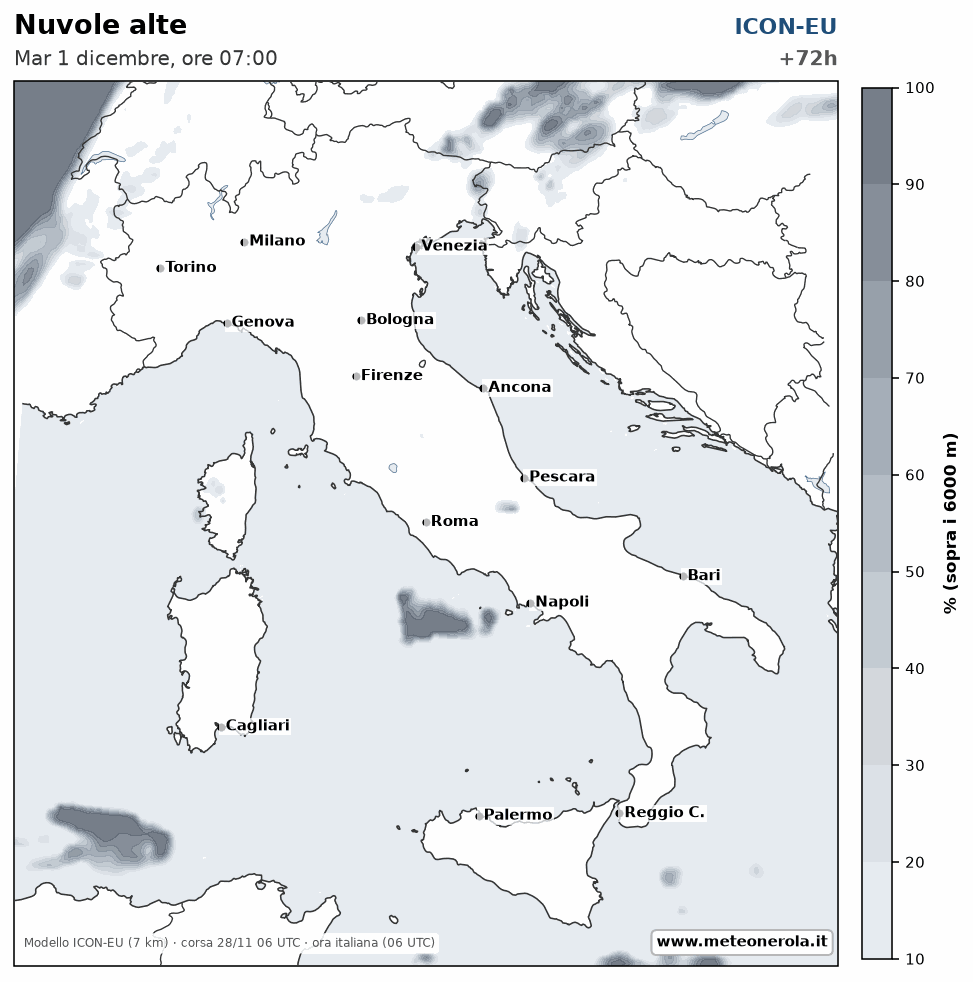 Nuvole alte
ICON-EU
Mar 1 dicembre, ore 07:00
+72h
100
90
80
70
60
50
40
30
20
10
% (sopra i 6000 m)
Milano
Venezia
Torino
Genova
Bologna
Firenze
Ancona
Pescara
Roma
Bari
Napoli
Cagliari
Palermo
Reggio C.
Modello ICON-EU (7 km) · corsa 28/11 06 UTC · ora italiana (06 UTC)
www.meteonerola.it